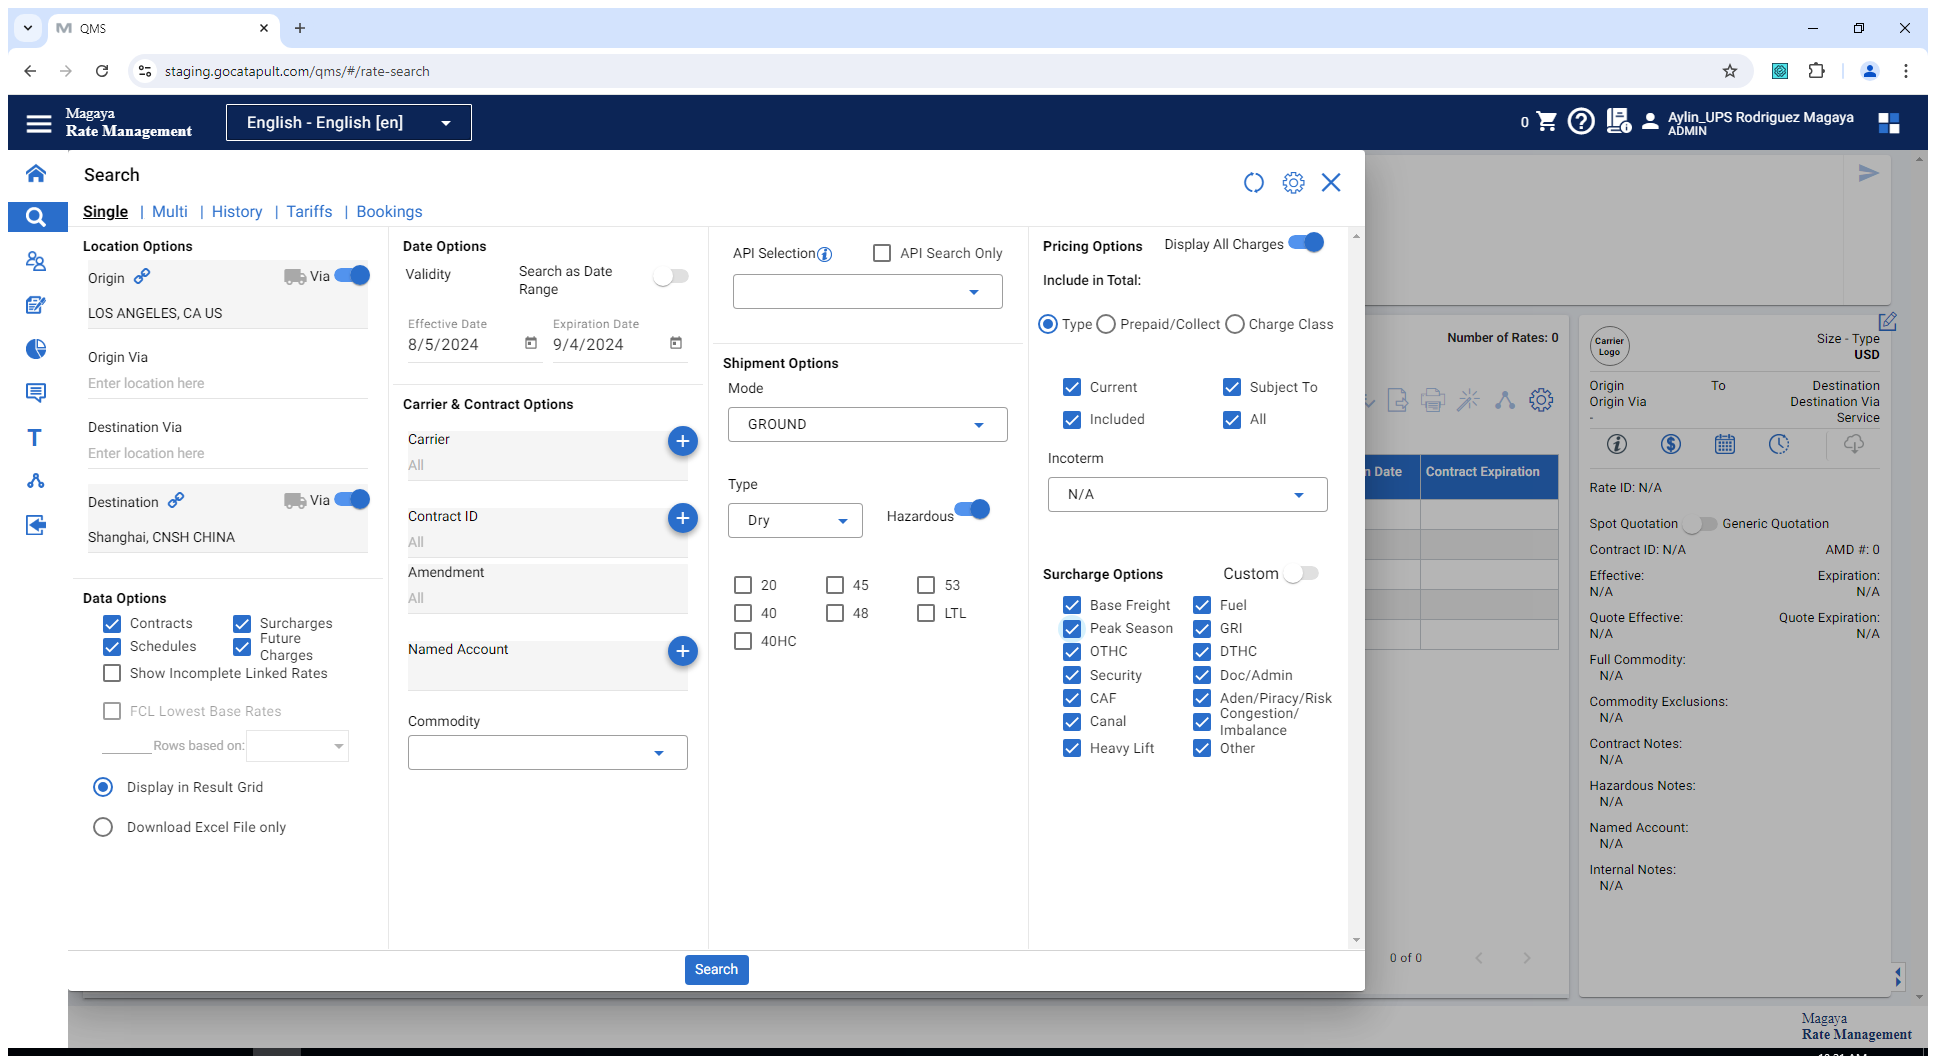 QMS
staging.gocatapult.com/qms/#/rate-search
Magaya
Rate Management
English - English [en]
0
Aylin_UPS Rodriguez Magaya
ADMIN
Search
Single | Multi | History | Tariffs | Bookings
Location Options
Origin
Via
LOS ANGELES, CA US
Origin Via
Enter location here
Destination Via
Enter location here
Destination
Via
Shanghai, CNSH CHINA
Data Options
Contracts
Surcharges
Schedules
Future
Charges
Show Incomplete Linked Rates
FCL Lowest Base Rates
Rows based on:
Display in Result Grid
Download Excel File only
Date Options
Validity
Search as Date
Range
Effective Date
8/5/2024
Expiration Date
9/4/2024
Carrier & Contract Options
Carrier
All
Contract ID
All
Amendment
All
Named Account
Commodity
API Selection
API Search Only
Shipment Options
Mode
GROUND
Type
Dry
Hazardous
20
45
53
40
48
LTL
40HC
Search
Pricing Options
Display All Charges
Include in Total:
Type
Prepaid/Collect
Charge Class
Current
Subject To
Included
All
Incoterm
N/A
Surcharge Options
Custom
Base Freight
Fuel
Peak Season
GRI
OTHC
DTHC
Security
Doc/Admin
CAF
Aden/Piracy/Risk
Canal
Congestion/
Imbalance
Heavy Lift
Other
Number of Rates: 0
n Date
Contract Expiration
0 of 0
Carrier
Logo
Size - Type
USD
Origin
To
Destination
Origin Via
Destination Via
-
Service
Rate ID: N/A
Spot Quotation
Generic Quotation
Contract ID: N/A
AMD #: 0
Effective:
Expiration:
N/A
N/A
Quote Effective:
Quote Expiration:
N/A
N/A
Full Commodity:
N/A
Commodity Exclusions:
N/A
Contract Notes:
N/A
Hazardous Notes:
N/A
Named Account:
N/A
Internal Notes:
N/A
Magaya
Rate Management